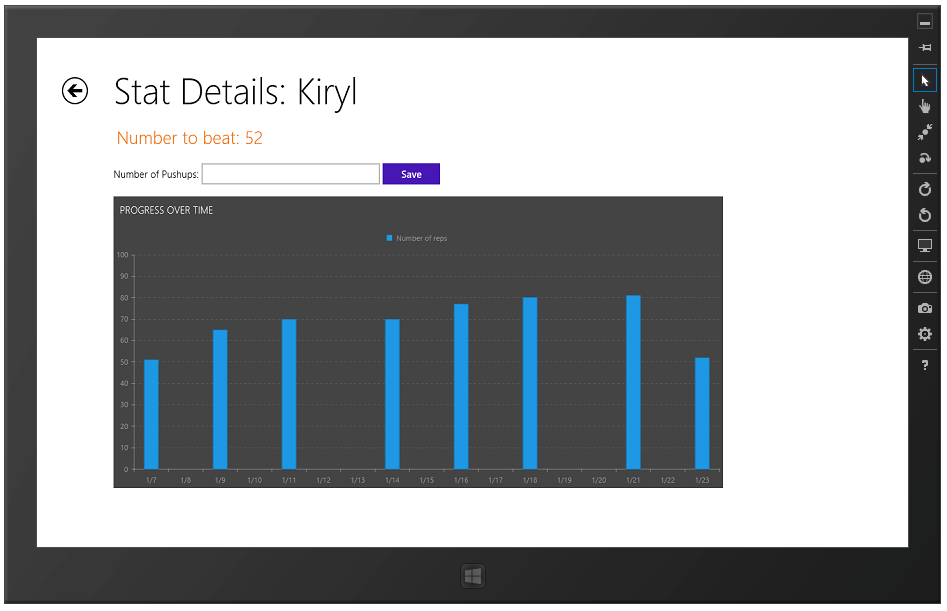 Stat Details: Kiryl
Number to beat: 52
Number of Pushups:
Save
PROGRESS OVER TIME
Number of reps
100
90
80
70
60
50
40
30
20
10
0
1/7 1/8 1/9 1/10 1/11 1/12 1/13 1/14 1/15 1/16 1/17 1/18 1/19 1/20 1/21 1/22 1/23
?